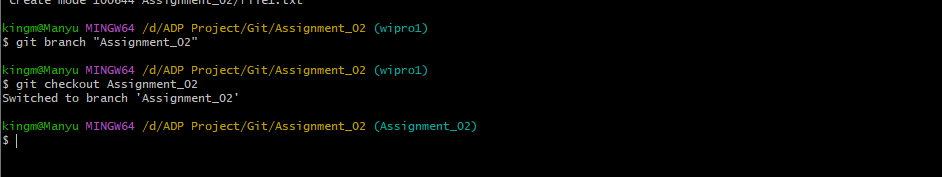 create mode 100644 Assignment_02/file1.txt
kingm@Manyu MINGW64 /d/ADP Project/Git/Assignment_02 (wipro1)
$ git branch "Assignment_02"
kingm@Manyu MINGW64 /d/ADP Project/Git/Assignment_02 (wipro1)
$ git checkout Assignment_02
Switched to branch 'Assignment_02'
kingm@Manyu MINGW64 /d/ADP Project/Git/Assignment_02 (Assignment_02)
$